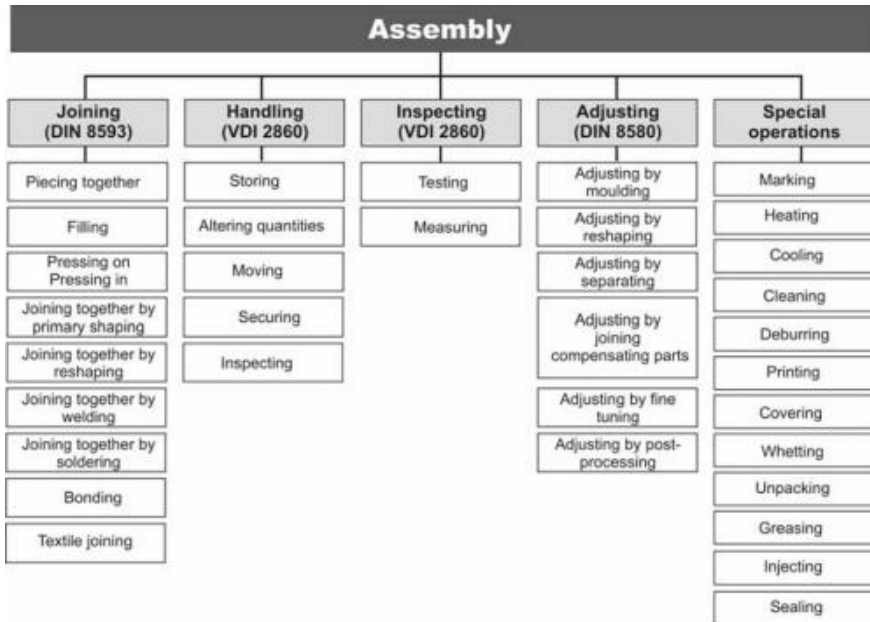 Assembly
Joining
(DIN 8593)
Piecing together
Filling
Pressing on
Pressing in
Joining together by
primary shaping
Joining together by
reshaping
Joining together by
welding
Joining together by
soldering
Bonding
Textile joining
Handling
(VDI 2860)
Storing
Altering quantities
Moving
Securing
Inspecting
Inspecting
(VDI 2860)
Testing
Measuring
Adjusting
(DIN 8580)
Adjusting by
moulding
Adjusting by
reshaping
Adjusting by
separating
Adjusting by
joining
compensating parts
Adjusting by fine
tuning
Adjusting by post-
processing
Special
operations
Marking
Heating
Cooling
Cleaning
Deburring
Printing
Covering
Whetting
Unpacking
Greasing
Injecting
Sealing